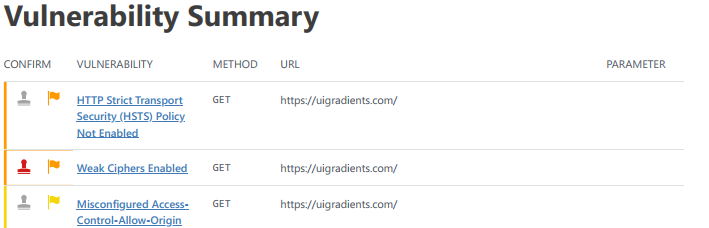 Vulnerability Summary
CONFIRM VULNERABILITY METHOD URL PARAMETER
HTTP Strict Transport GET https://uigradients.com/
Security (HSTS) Policy
Not Enabled
Weak Ciphers Enabled GET https://uigradients.com/
Misconfigured Access- GET https://uigradients.com/
Control-Allow-Origin